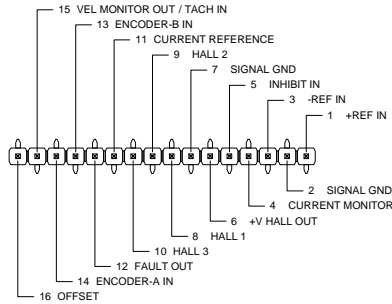 15 VEL MONITOR OUT / TACH IN
13 ENCODER-B IN
11 CURRENT REFERENCE
9 HALL 2
7 SIGNAL GND
5 INHIBIT IN
3 -REF IN
1 +REF IN
2 SIGNAL GND
4 CURRENT MONITOR
6 +V HALL OUT
8 HALL 1
10 HALL 3
12 FAULT OUT
14 ENCODER-A IN
16 OFFSET